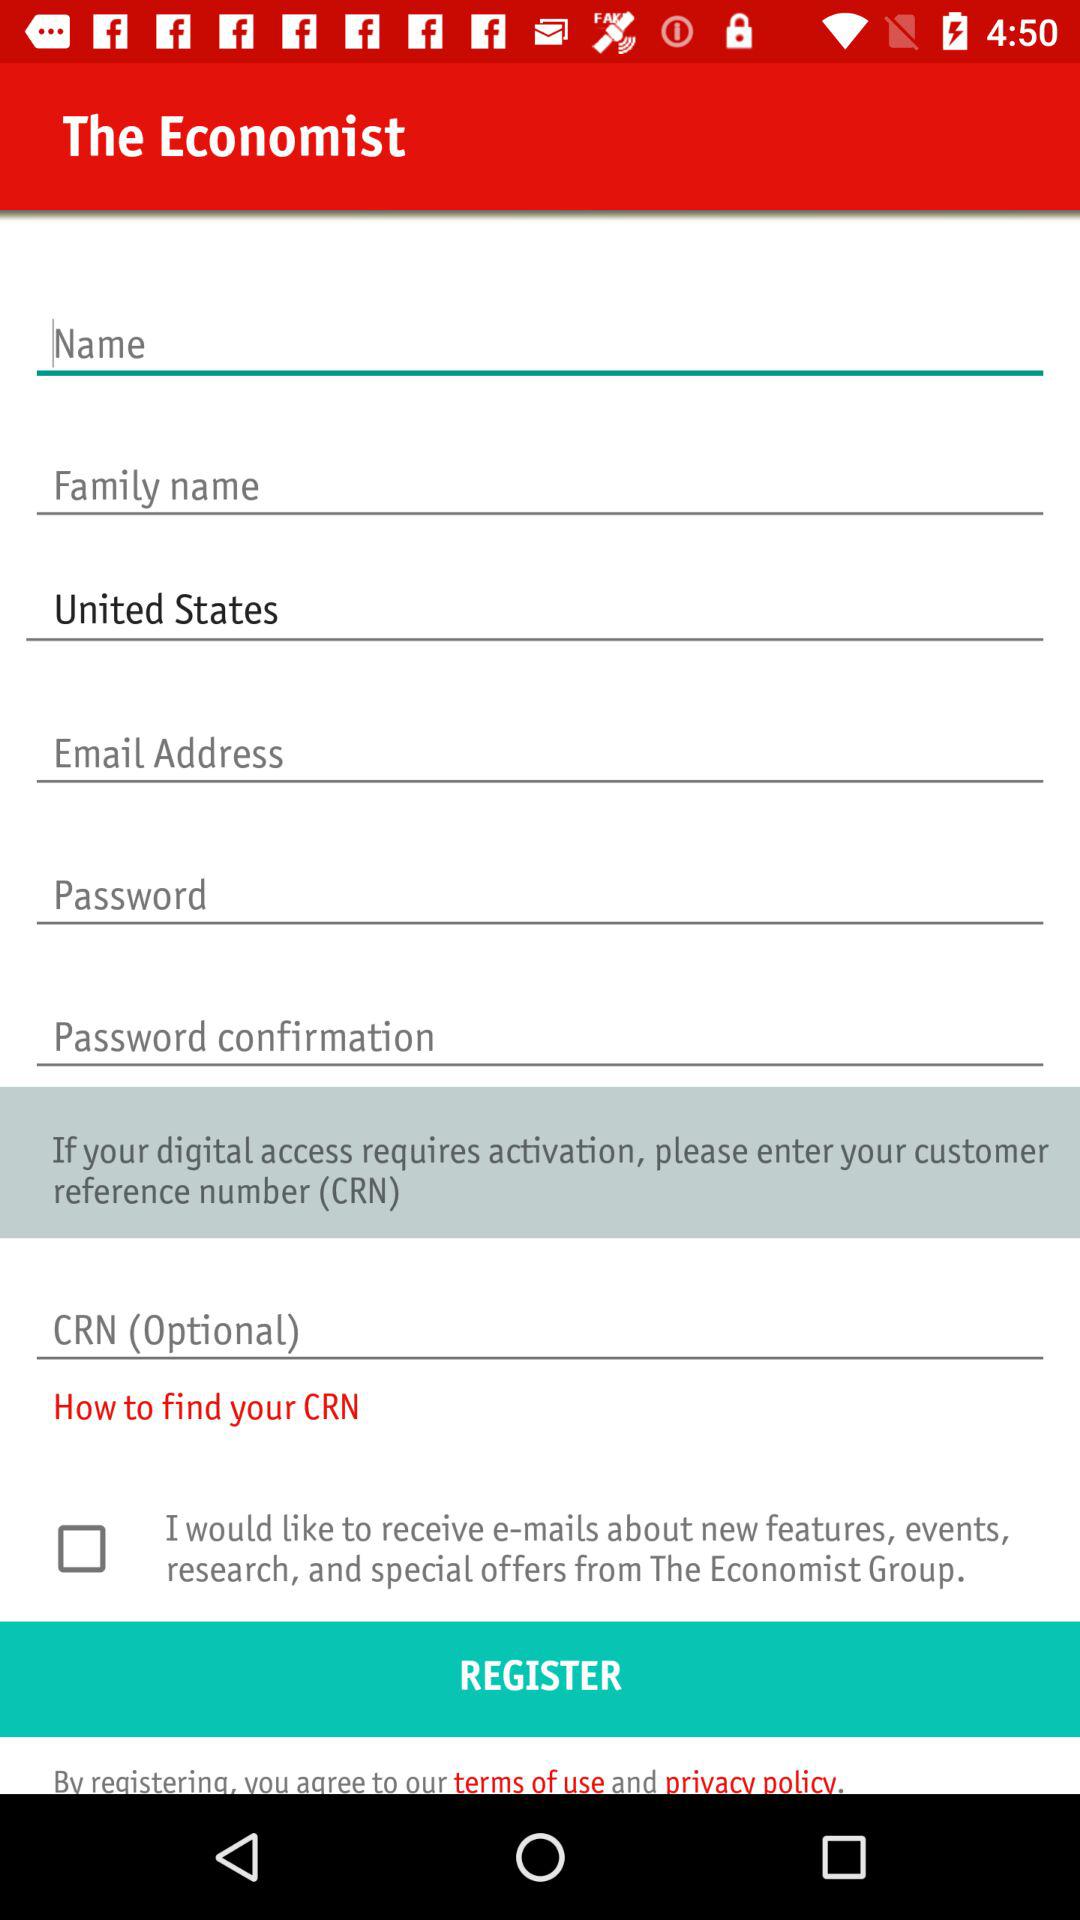 FAKE
4:50
The Economist
Name
Family name
United States
Email Address
Password
Password confirmation
If your digital access requires activation, please enter your customer
reference number (CRN)
CRN (Optional)
How to find your CRN
I would like to receive e-mails about new features, events,
research, and special offers from The Economist Group.
REGISTER
By registering, you agree to our terms of use and privacy policy.